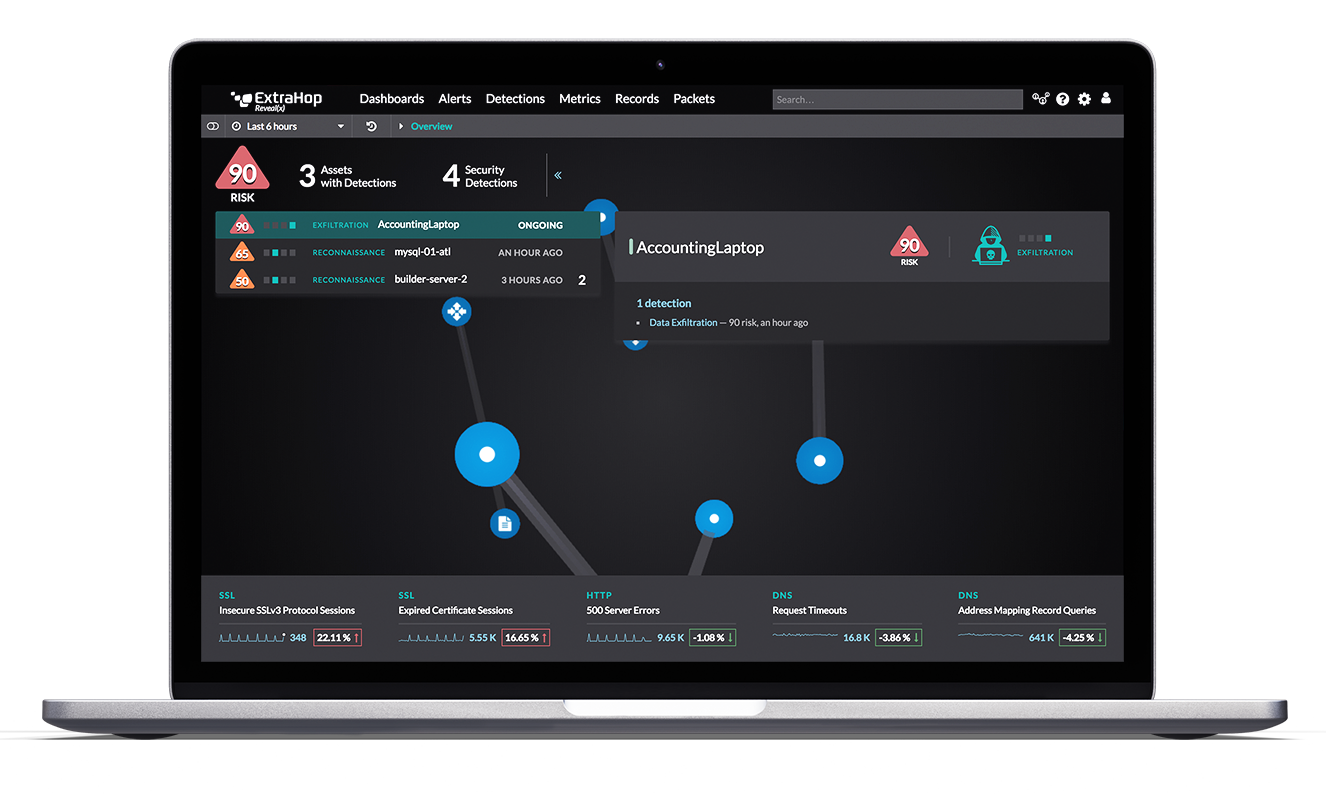 ExtraHop
Reveal(x)
Dashboards Alerts Detections Metrics Records Packets
Search...
Last 6 hours
Overview
90
RISK
3 Assets
with Detections
4 Security
Detections
90 EXFILTRATION AccountingLaptop ONGOING
65 RECONNAISSANCE mysql-01-atl AN HOUR AGO
50 RECONNAISSANCE builder-server-2 3 HOURS AGO 2
AccountingLaptop
90
RISK
EXFILTRATION
1 detection
Data Exfiltration — 90 risk, an hour ago
SSL
Insecure SSLv3 Protocol Sessions
348 22.11 % ↑
SSL
Expired Certificate Sessions
5.55 K 16.65 % ↑
HTTP
500 Server Errors
9.65 K -1.08 % ↓
DNS
Request Timeouts
16.8 K -3.86 % ↓
DNS
Address Mapping Record Queries
641 K -4.25 % ↓